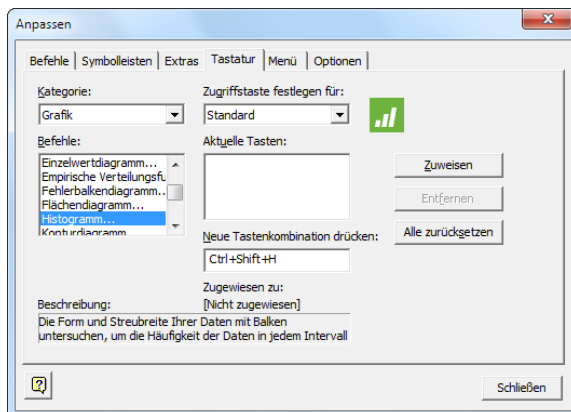 Anpassen
Befehle Symbolleisten Extras Tastatur Menü Optionen
Kategorie:
Grafik
Zugriffstaste festlegen für:
Standard
Befehle:
Einzelwertdiagramm...
Empirische Verteilungsfu
Fehlerbalkendiagramm..
Flächendiagramm...
Histogramm...
Konturdiagramm
Aktuelle Tasten:
Neue Tastenkombination drücken:
Ctrl+Shift+H
Zugewiesen zu:
[Nicht zugewiesen]
Zuweisen
Entfernen
Alle zurücksetzen
Beschreibung:
Die Form und Streubreite Ihrer Daten mit Balken
untersuchen, um die Häufigkeit der Daten in jedem Intervall
Schließen